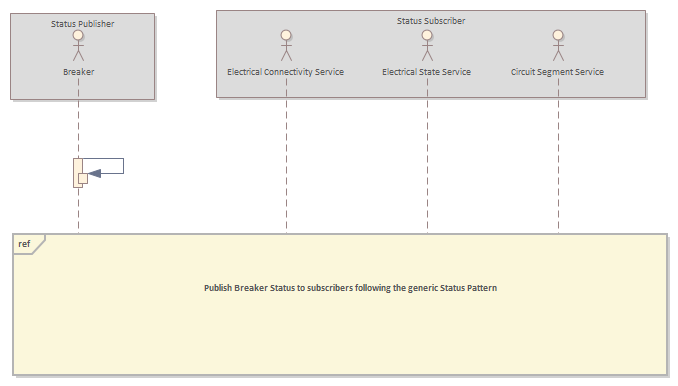 Status Publisher
Breaker
Status Subscriber
Electrical Connectivity Service
Electrical State Service
Circuit Segment Service
ref
Publish Breaker Status to subscribers following the generic Status Pattern